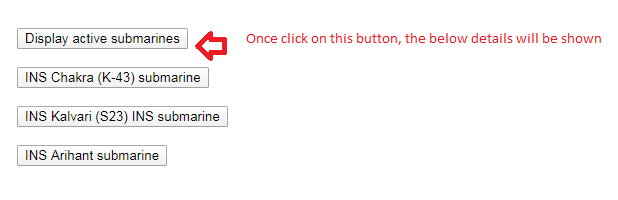 Display active submarines
Once click on this button, the below details will be shown
INS Chakra (K-43) submarine
INS Kalvari (S23) INS submarine
INS Arihant submarine